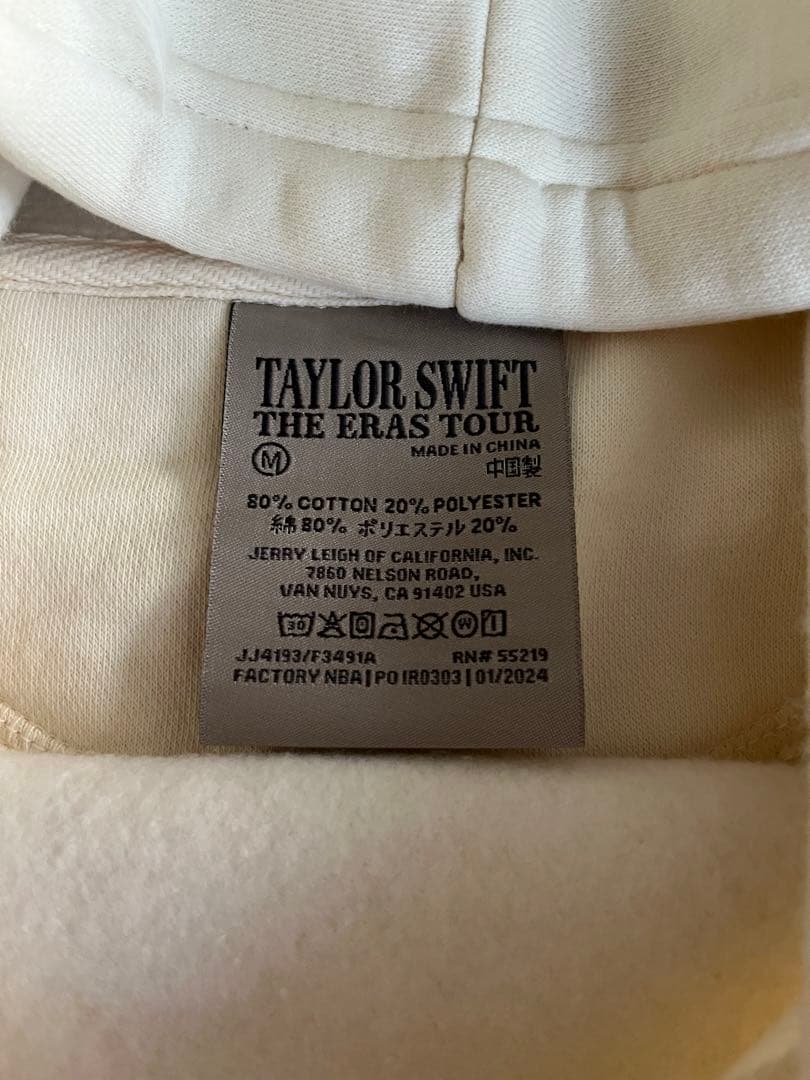 TAYLOR SWIFT
THE ERAS TOUR
M
MADE IN CHINA
中国製
80% COTTON 20% POLYESTER
綿80% ポリエステル 20%
JERRY LEIGH OF CALIFORNIA, INC.
7860 NELSON ROAD,
VAN NUYS, CA 91402 USA
30 W
JJ4193/F3491A RN# 55219
FACTORY NBA|PO IR0303|01/2024